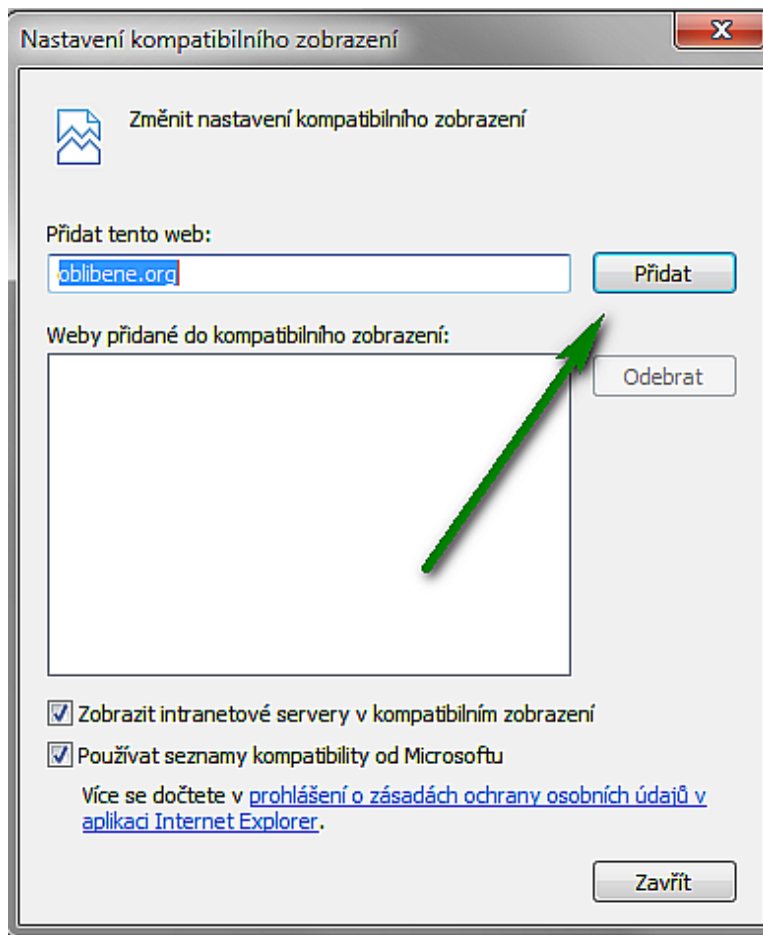 Nastavení kompatibilního zobrazení
x
Změnit nastavení kompatibilního zobrazení
Přidat tento web:
oblibene.org
Přidat
Weby přidané do kompatibilního zobrazení:
Odebrat
Zobrazit intranetové servery v kompatibilním zobrazení
Používat seznamy kompatibility od Microsoftu
Více se dočtete v prohlášení o zásadách ochrany osobních údajů v
aplikaci Internet Explorer.
Zavřít